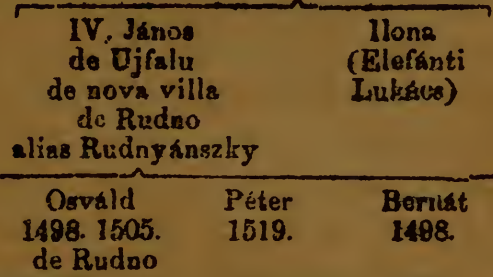 IV. János
de Ujfalu
de nova villa
de Rudno
alias Rudnyánszky
Ilona
(Elefánti
Lukács)
Osváld
1498. 1505.
de Rudno
Péter
1519.
Bernát
1498.